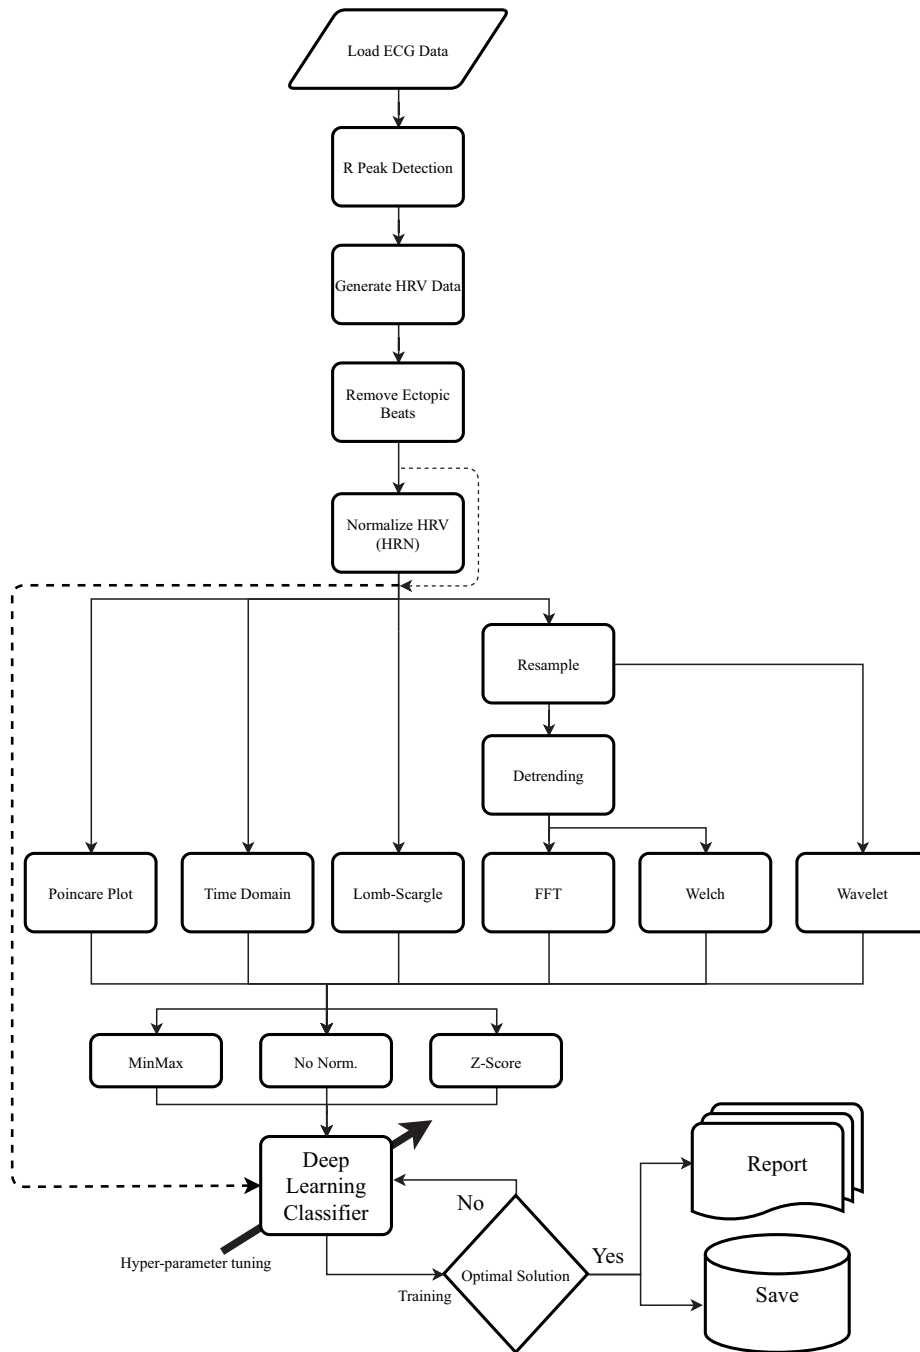 Load ECG Data
R Peak Detection
Generate HRV Data
Remove Ectopic
Beats
Normalize HRV
(HRN)
Resample
Detrending
Poincare Plot
Time Domain
Lomb-Scargle
FFT
Welch
Wavelet
MinMax
No Norm.
Z-Score
Deep
Learning
Classifier
Hyper-parameter tuning
Training
No
Optimal Solution
Yes
Report
Save